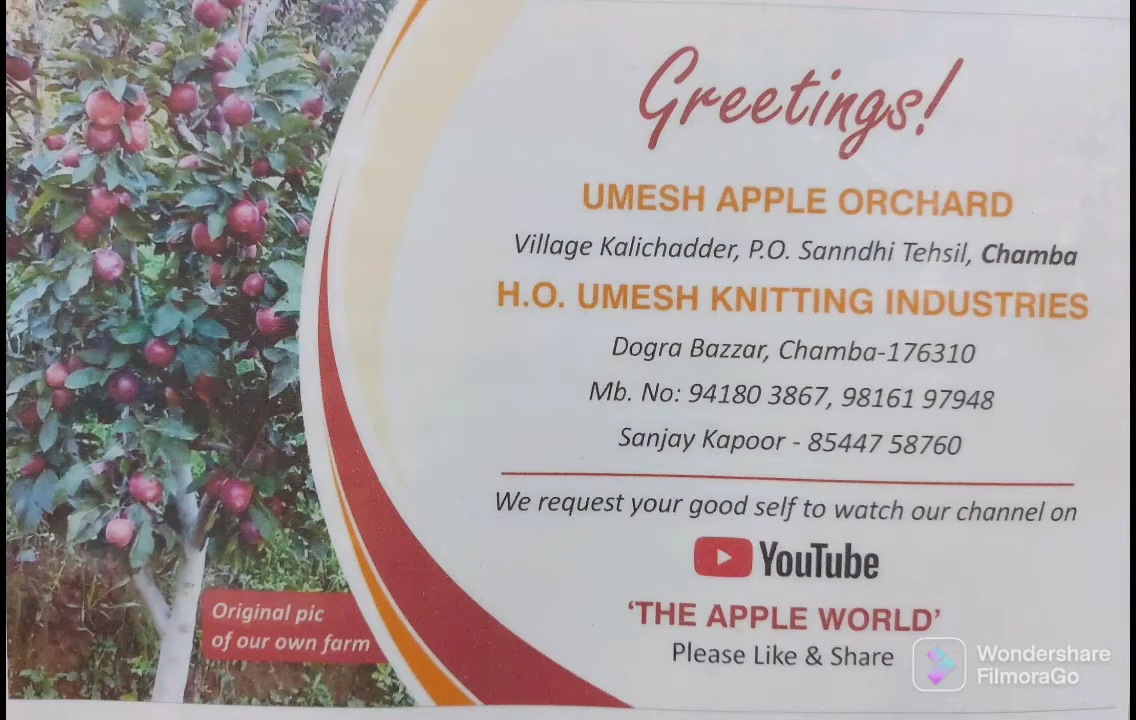 Greetings!
UMESH APPLE ORCHARD
Village Kalichadder, P.O. Sanndhi Tehsil, Chamba
H.O. UMESH KNITTING INDUSTRIES
Dogra Bazzar, Chamba-176310
Mb. No: 94180 3867, 98161 97948
Sanjay Kapoor - 85447 58760
We request your good self to watch our channel on
YouTube
'THE APPLE WORLD'
Please Like & Share
Original pic
of our own farm
Wondershare
FilmoraGo